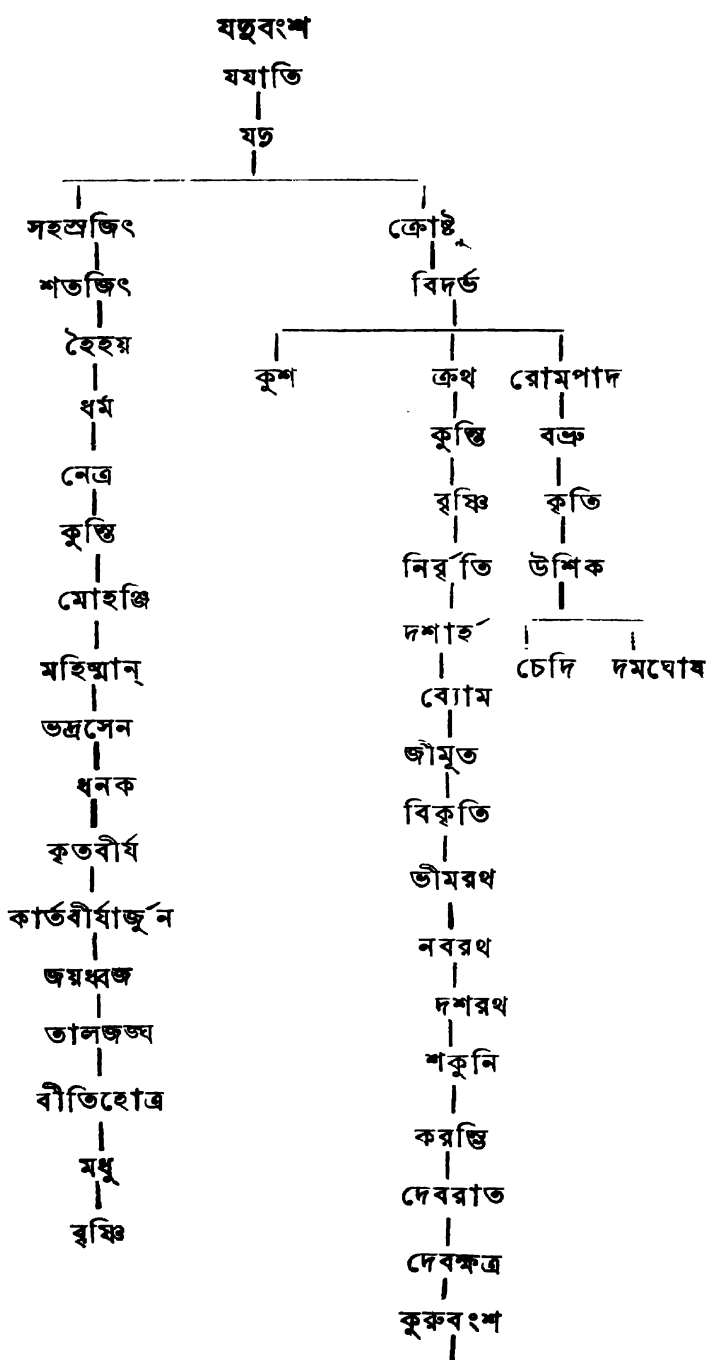 যদুবংশ
যযাতি
যদু
সহস্রজিৎ ক্রোষ্টু
শতজিৎ বিদর্ভ
হৈহয়
কুশ ক্রথ রোমপাদ
ধর্ম
কুন্তি বভ্রু
নেত্র
বৃষ্ণি কৃতি
কুন্তি
নির্বৃতি উশিক
মোহঞ্জি
দশার্হ
মহিষ্মান্ চেদি দমঘোষ
ব্যোম
ভদ্রসেন
জীমূত
ধনক
বিকৃতি
কৃতবীর্য
ভীমরথ
কার্তবীর্যার্জুন
নবরথ
জয়ধ্বজ
দশরথ
তালজঙ্ঘ
শকুনি
বীতিহোত্র
করন্তি
মধু
দেবরাত
বৃষ্ণি
দেবক্ষত্র
কুরুবংশ